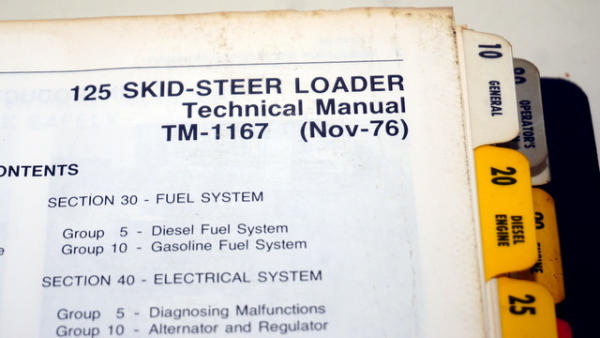 125 SKID-STEER LOADER
Technical Manual
TM-1167 (Nov-76)
ONTENTS
SECTION 30 - FUEL SYSTEM
Group 5 - Diesel Fuel System
Group 10 - Gasoline Fuel System
SECTION 40 - ELECTRICAL SYSTEM
Group 5 - Diagnosing Malfunctions
Group 10 - Alternator and Regulator
10
GENERAL
OPERATOR'S
20
DIESEL
ENGINE
25